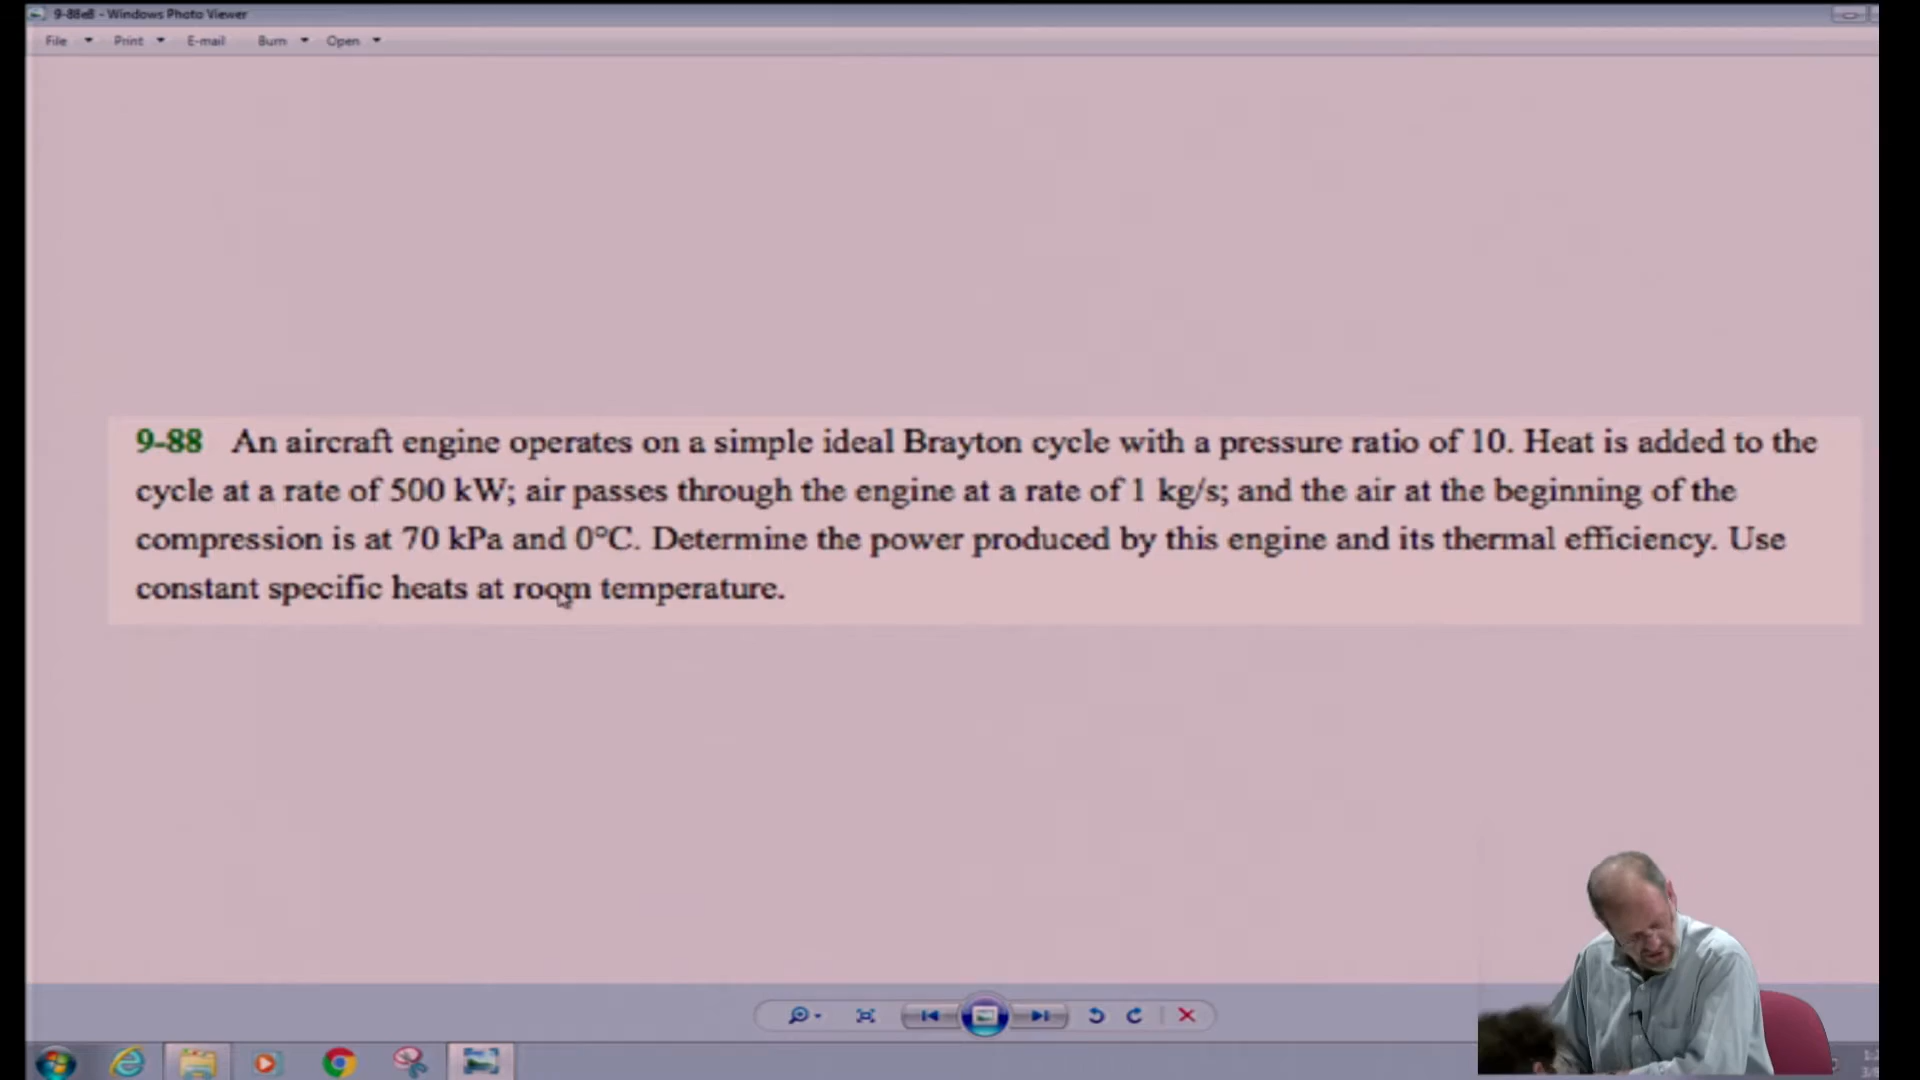 9-88e8 - Windows Photo Viewer
File Print E-mail Burn Open
9-88 An aircraft engine operates on a simple ideal Brayton cycle with a pressure ratio of 10. Heat is added to the
cycle at a rate of 500 kW; air passes through the engine at a rate of 1 kg/s; and the air at the beginning of the
compression is at 70 kPa and 0°C. Determine the power produced by this engine and its thermal efficiency. Use
constant specific heats at room temperature.